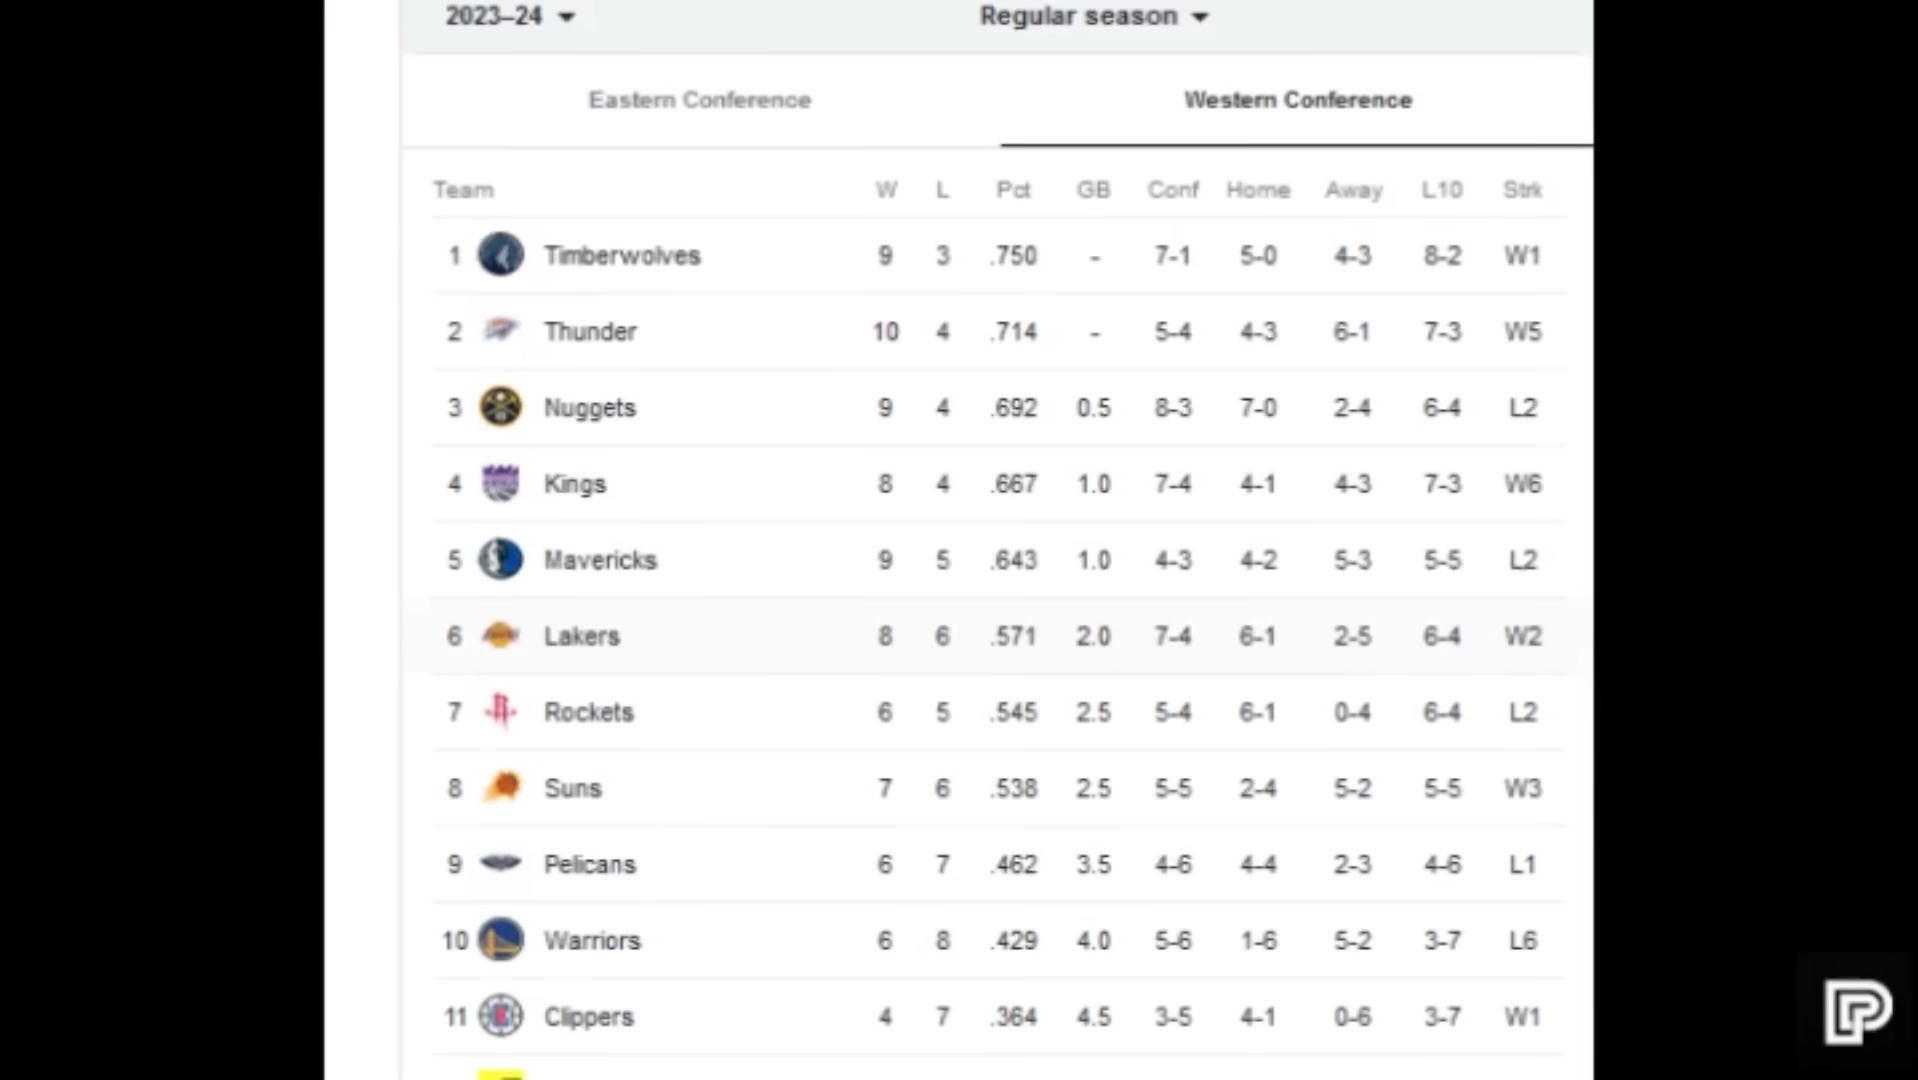 2023–24 Regular season
Eastern Conference Western Conference
Team W L Pct GB Conf Home Away L10 Strk
1 Timberwolves 9 3 .750 - 7-1 5-0 4-3 8-2 W1
2 Thunder 10 4 .714 - 5-4 4-3 6-1 7-3 W5
3 Nuggets 9 4 .692 0.5 8-3 7-0 2-4 6-4 L2
4 Kings 8 4 .667 1.0 7-4 4-1 4-3 7-3 W6
5 Mavericks 9 5 .643 1.0 4-3 4-2 5-3 5-5 L2
6 Lakers 8 6 .571 2.0 7-4 6-1 2-5 6-4 W2
7 Rockets 6 5 .545 2.5 5-4 6-1 0-4 6-4 L2
8 Suns 7 6 .538 2.5 5-5 2-4 5-2 5-5 W3
9 Pelicans 6 7 .462 3.5 4-6 4-4 2-3 4-6 L1
10 Warriors 6 8 .429 4.0 5-6 1-6 5-2 3-7 L6
11 Clippers 4 7 .364 4.5 3-5 4-1 0-6 3-7 W1